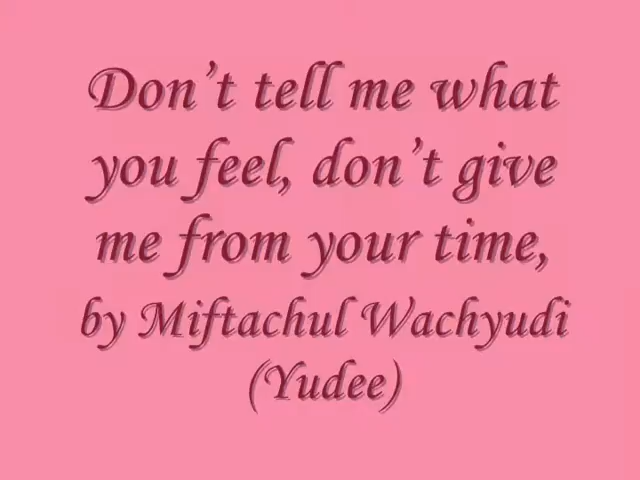 Don’t tell me what
you feel, don’t give
me from your time,
by Miftachul Wachyudi
(Yudee)